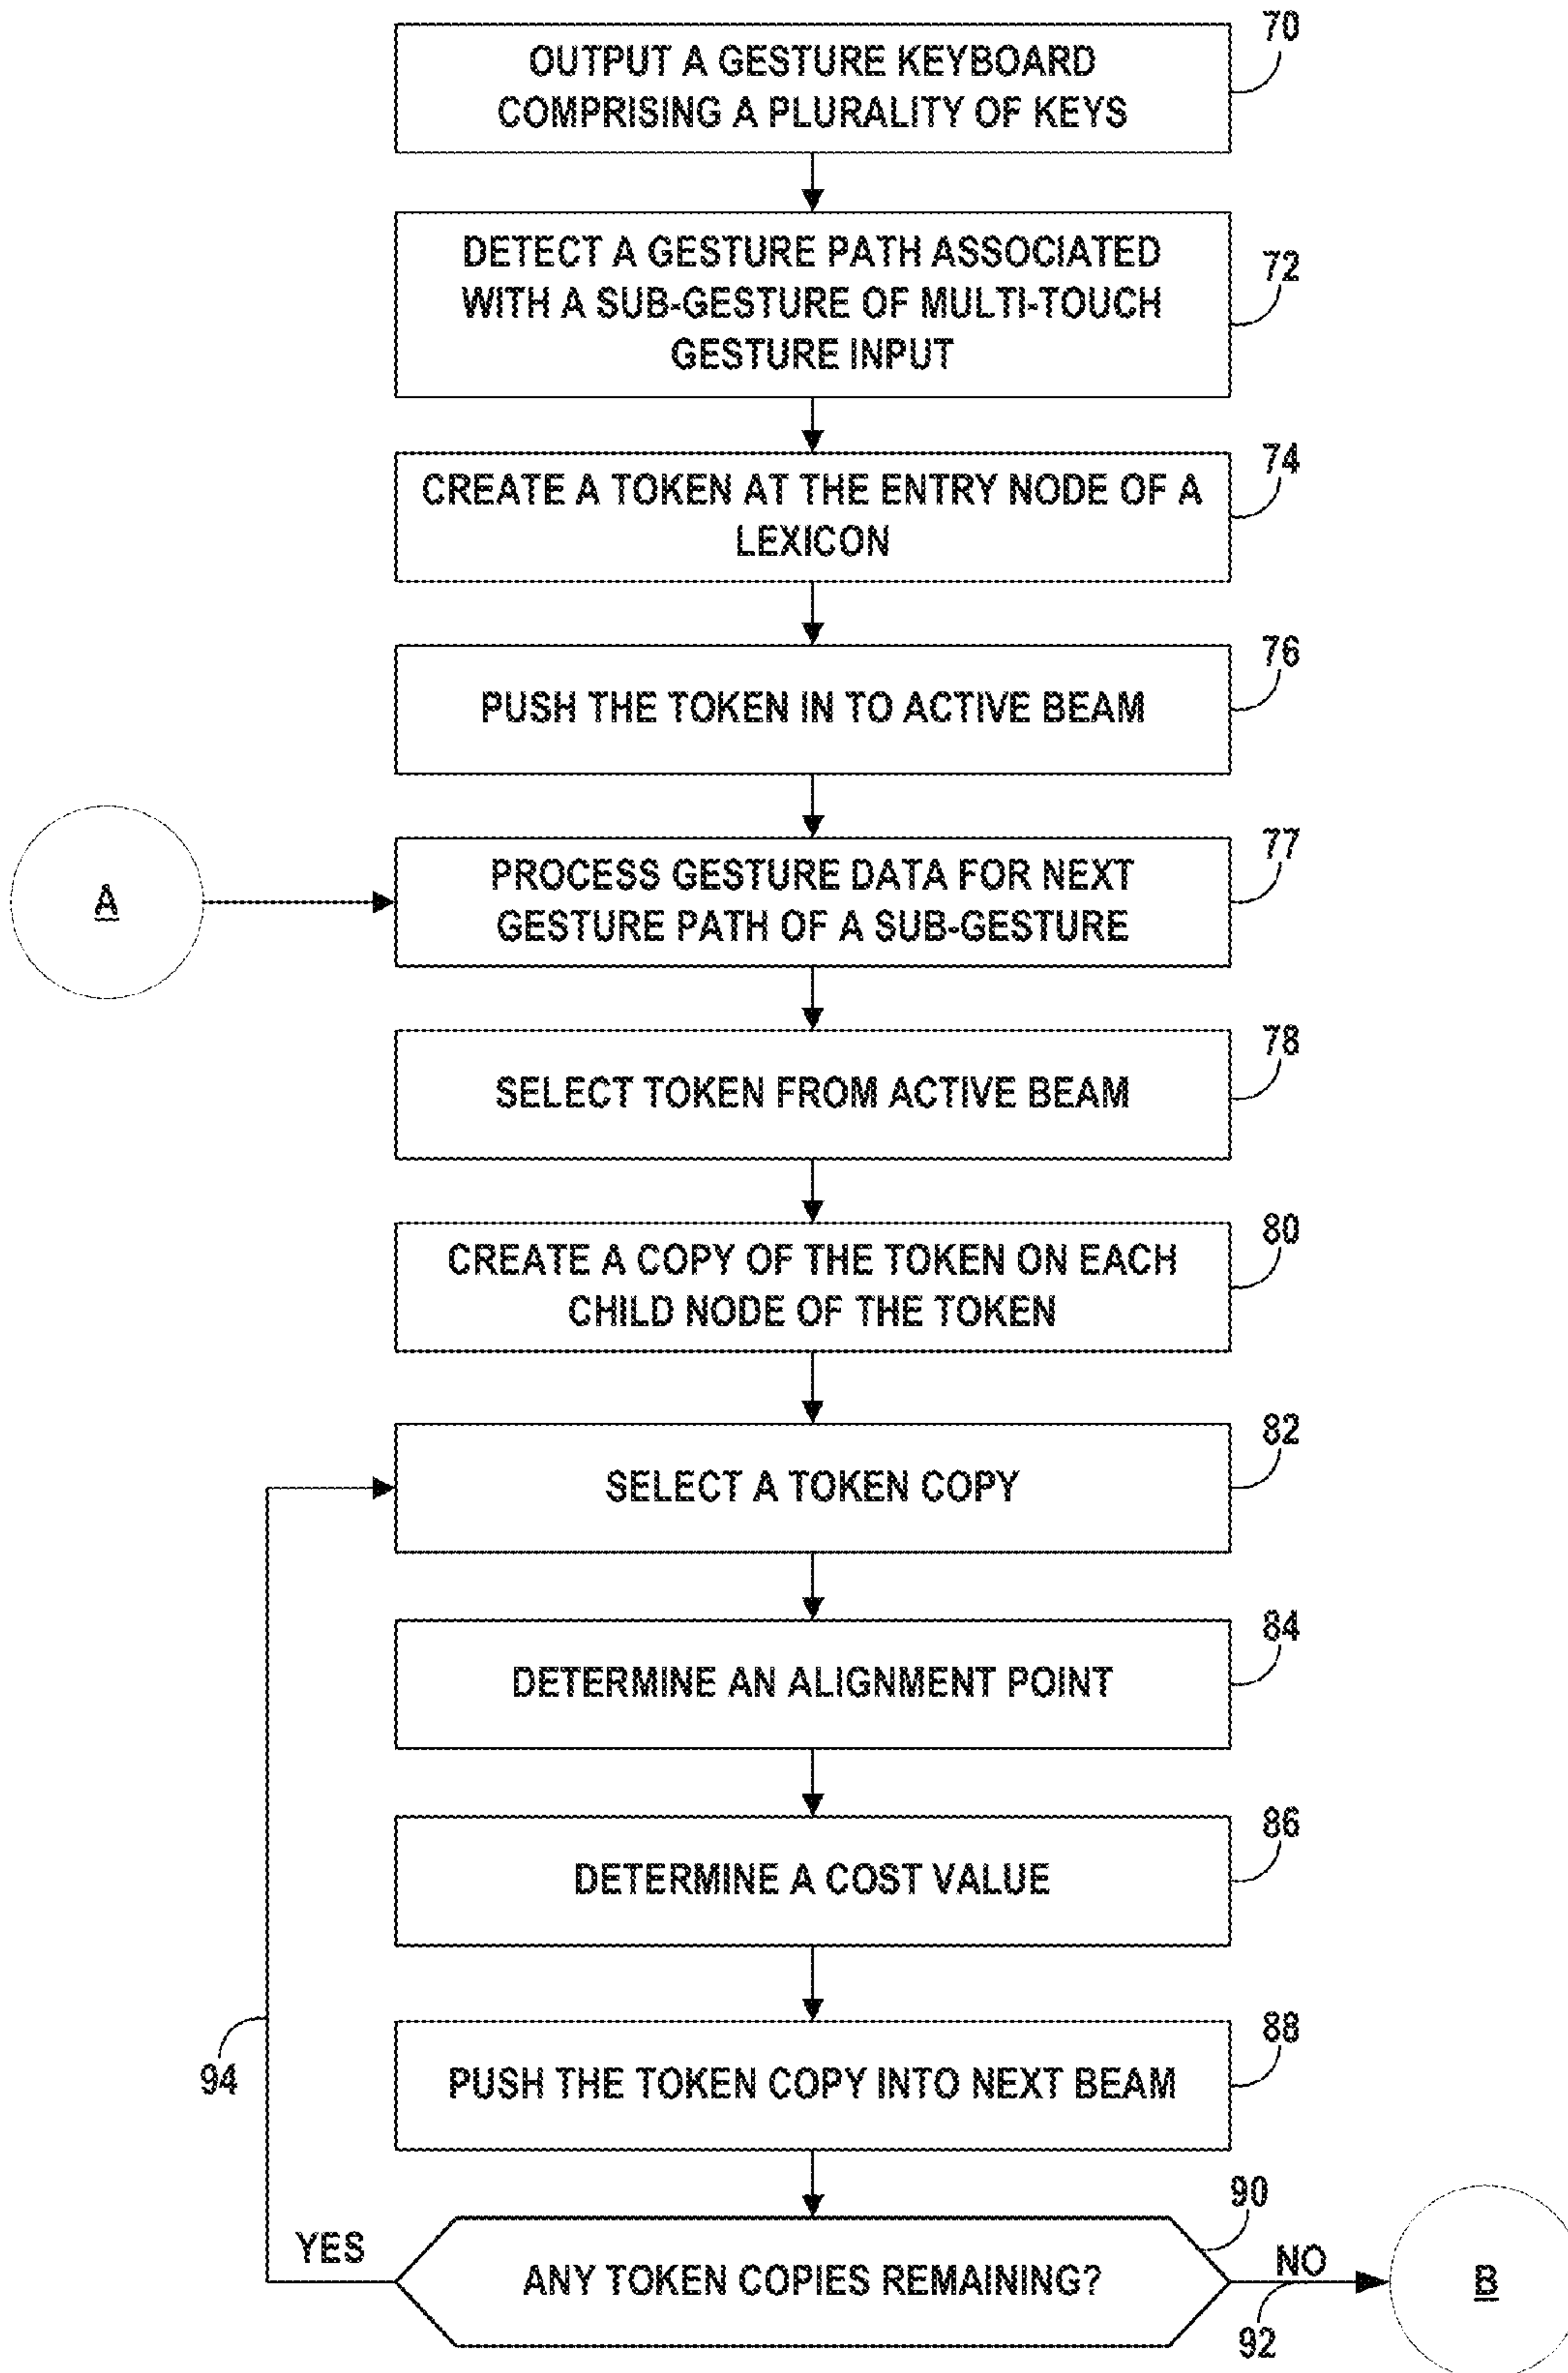 70
OUTPUT A GESTURE KEYBOARD
COMPRISING A PLURALITY OF KEYS
72
DETECT A GESTURE PATH ASSOCIATED
WITH A SUB-GESTURE OF MULTI-TOUCH
GESTURE INPUT
74
CREATE A TOKEN AT THE ENTRY NODE OF A
LEXICON
76
PUSH THE TOKEN IN TO ACTIVE BEAM
77
A
PROCESS GESTURE DATA FOR NEXT
GESTURE PATH OF A SUB-GESTURE
78
SELECT TOKEN FROM ACTIVE BEAM
80
CREATE A COPY OF THE TOKEN ON EACH
CHILD NODE OF THE TOKEN
82
SELECT A TOKEN COPY
84
DETERMINE AN ALIGNMENT POINT
86
DETERMINE A COST VALUE
88
PUSH THE TOKEN COPY INTO NEXT BEAM
94
90
YES
ANY TOKEN COPIES REMAINING?
NO
B
92